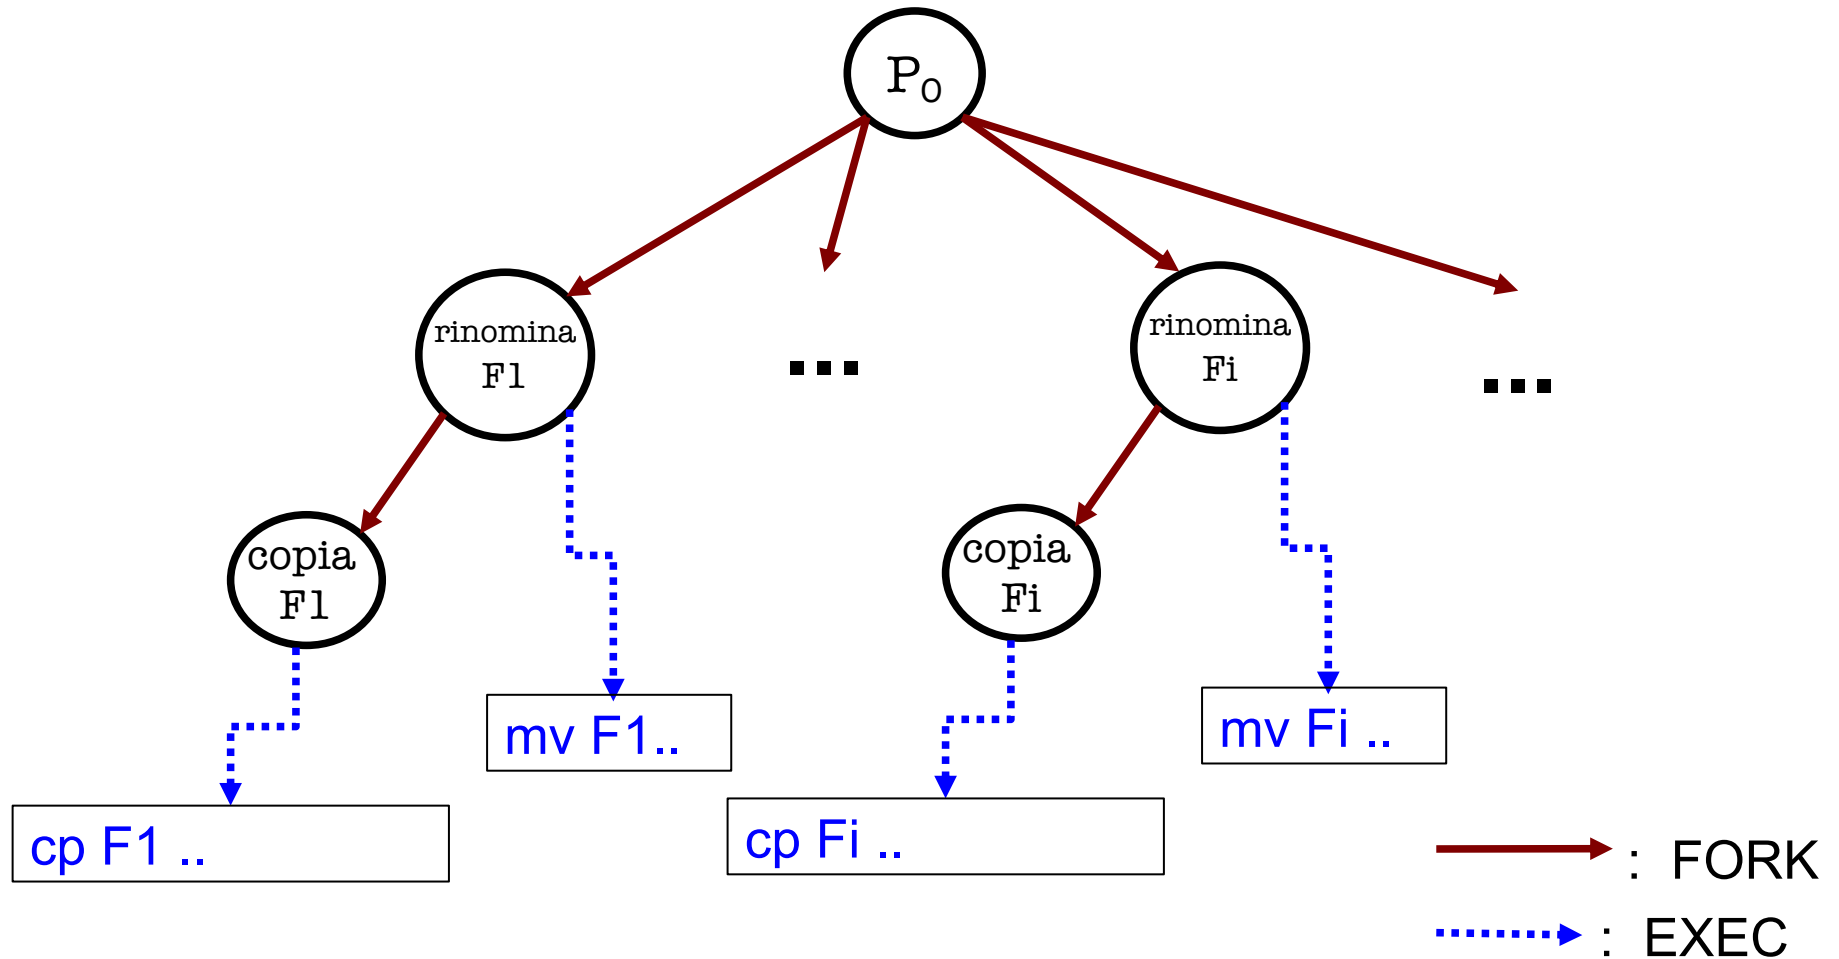 P₀
rinomina
F1
rinomina
Fi
...
...
copia
F1
copia
Fi
mv F1..
mv Fi ..
cp F1 ..
cp Fi ..
: FORK
: EXEC